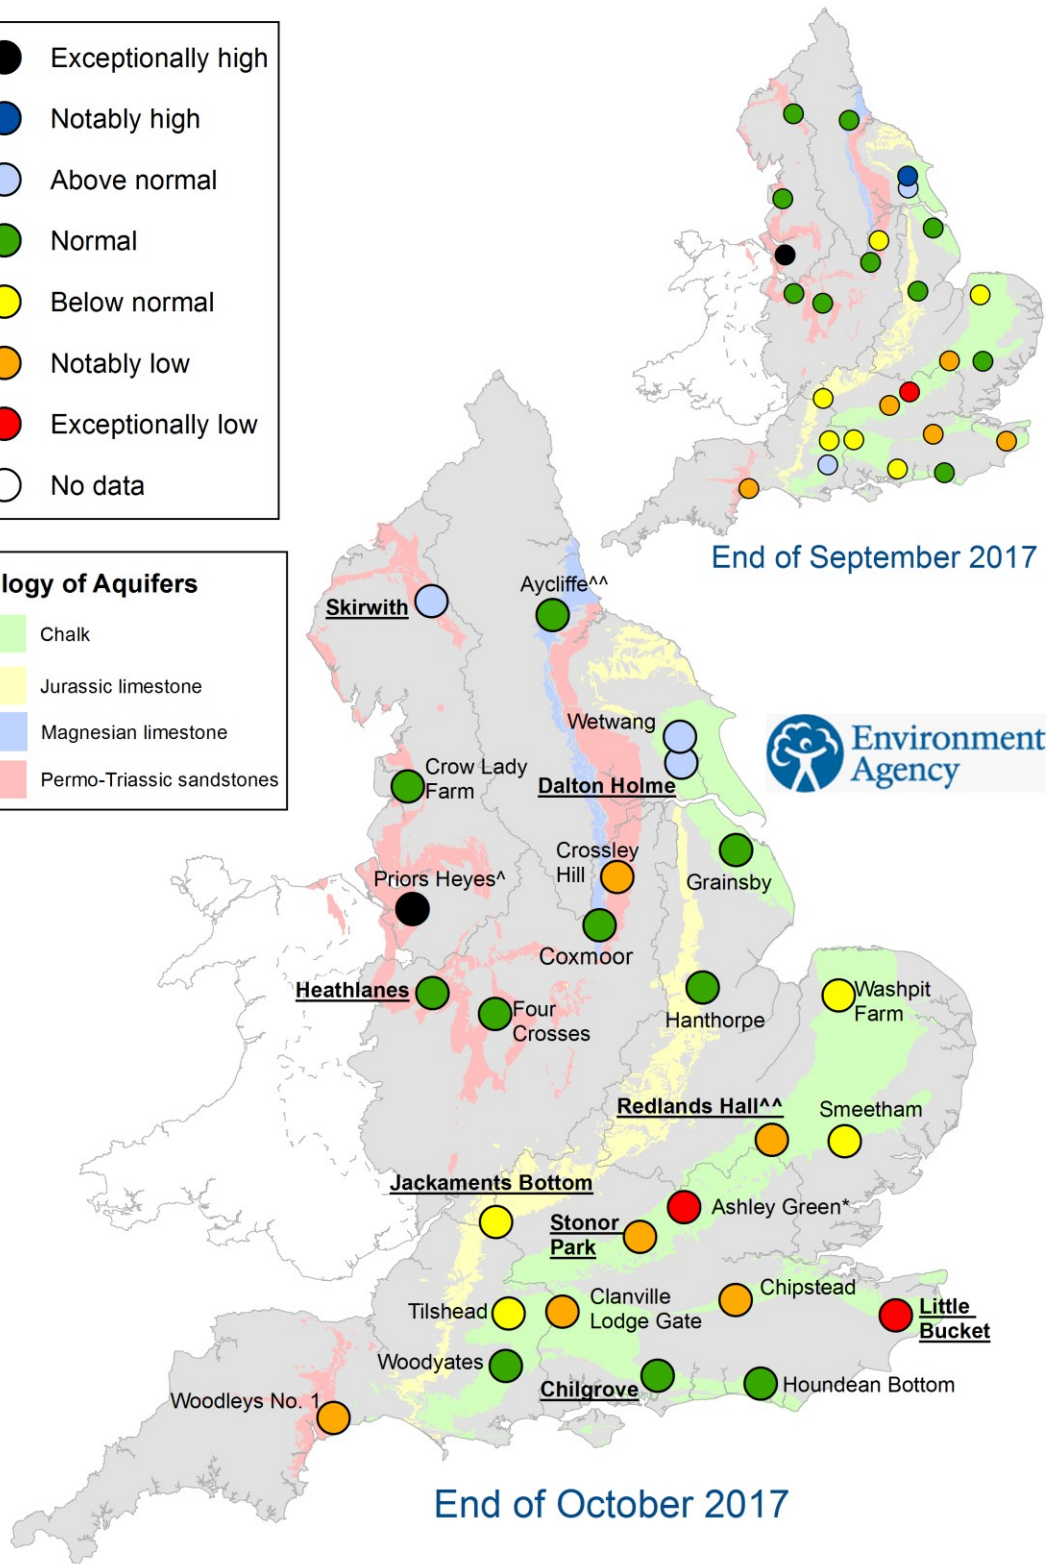 Exceptionally high
Notably high
Above normal
Normal
Below normal
Notably low
Exceptionally low
No data
End of September 2017
logy of Aquifers
Chalk
Jurassic limestone
Magnesian limestone
Permo-Triassic sandstones
Environment
Agency
Skirwith
Aycliffe^^
Wetwang
Dalton Holme
Crow Lady
Farm
Crossley
Hill
Grainsby
Priors Heyes^
Coxmoor
Heathlanes
Four
Crosses
Hanthorpe
Washpit
Farm
Redlands Hall^^
Smeetham
Jackaments Bottom
Ashley Green*
Stonor
Park
Tilshead
Clanville
Lodge Gate
Chipstead
Little
Bucket
Woodyates
Chilgrove
Houndean Bottom
Woodleys No. 1
End of October 2017